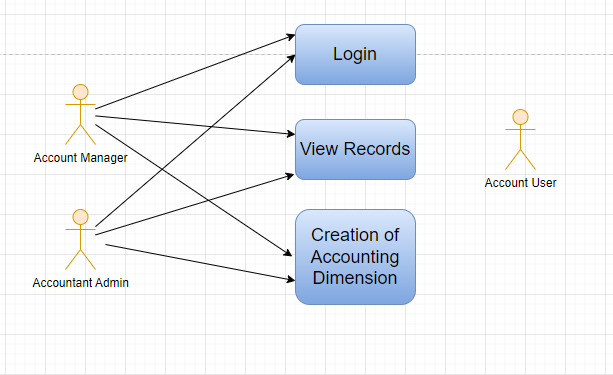 Login
Account Manager
View Records
Account User
Accountant Admin
Creation of
Accounting
Dimension